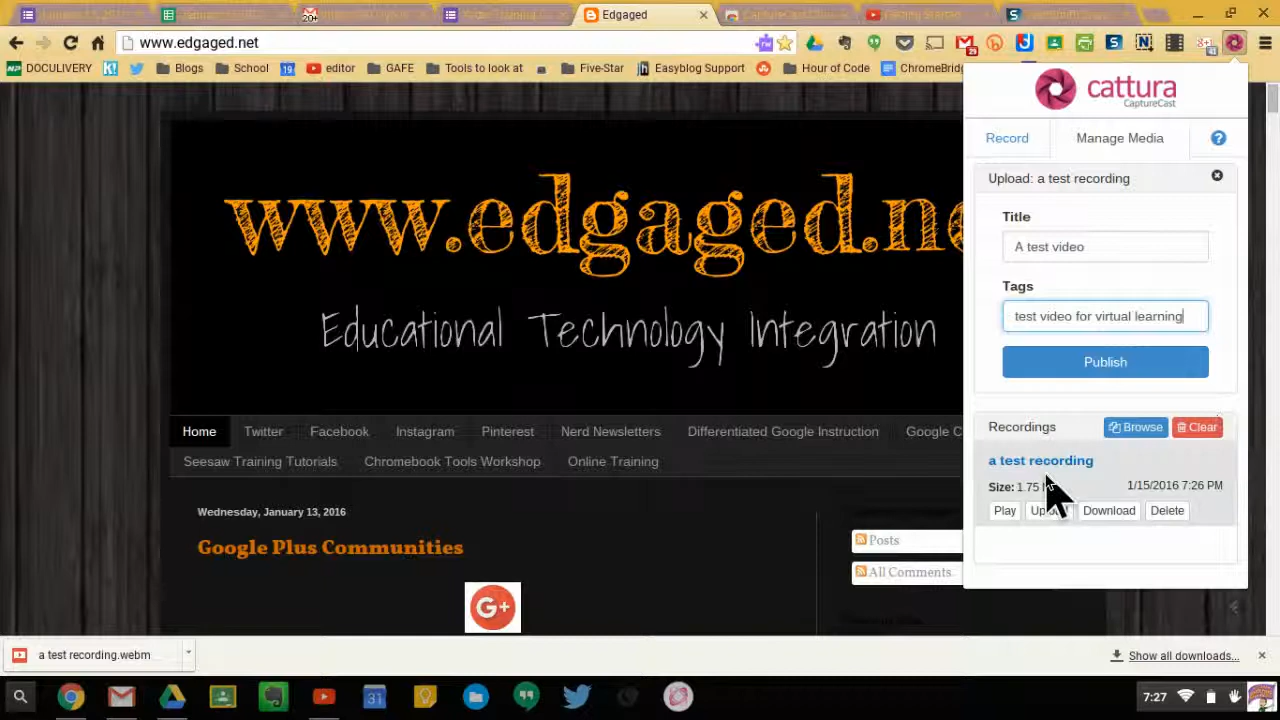 20+
Edgaged
www.edgaged.net
DOCULIVERY
Blogs
School
19
editor
GAFE
Tools to look at
Five-Star
Easyblog Support
Hour of Code
ChromeBrid
cattura
CaptureCast
Record
Manage Media
?
Upload: a test recording
Title
A test video
Tags
test video for virtual learning
Publish
Recordings
Browse
Clear
a test recording
Size: 1.75
1/15/2016 7:26 PM
Play
Download
Delete
www.edgaged.ne
Educational Technology Integration
Home
Twitter
Facebook
Instagram
Pinterest
Nerd Newsletters
Differentiated Google Instruction
Google C
Seesaw Training Tutorials
Chromebook Tools Workshop
Online Training
Wednesday, January 13, 2016
Google Plus Communities
G+
Posts
All Comments
a test recording.webm
Show all downloads...
31
7:27